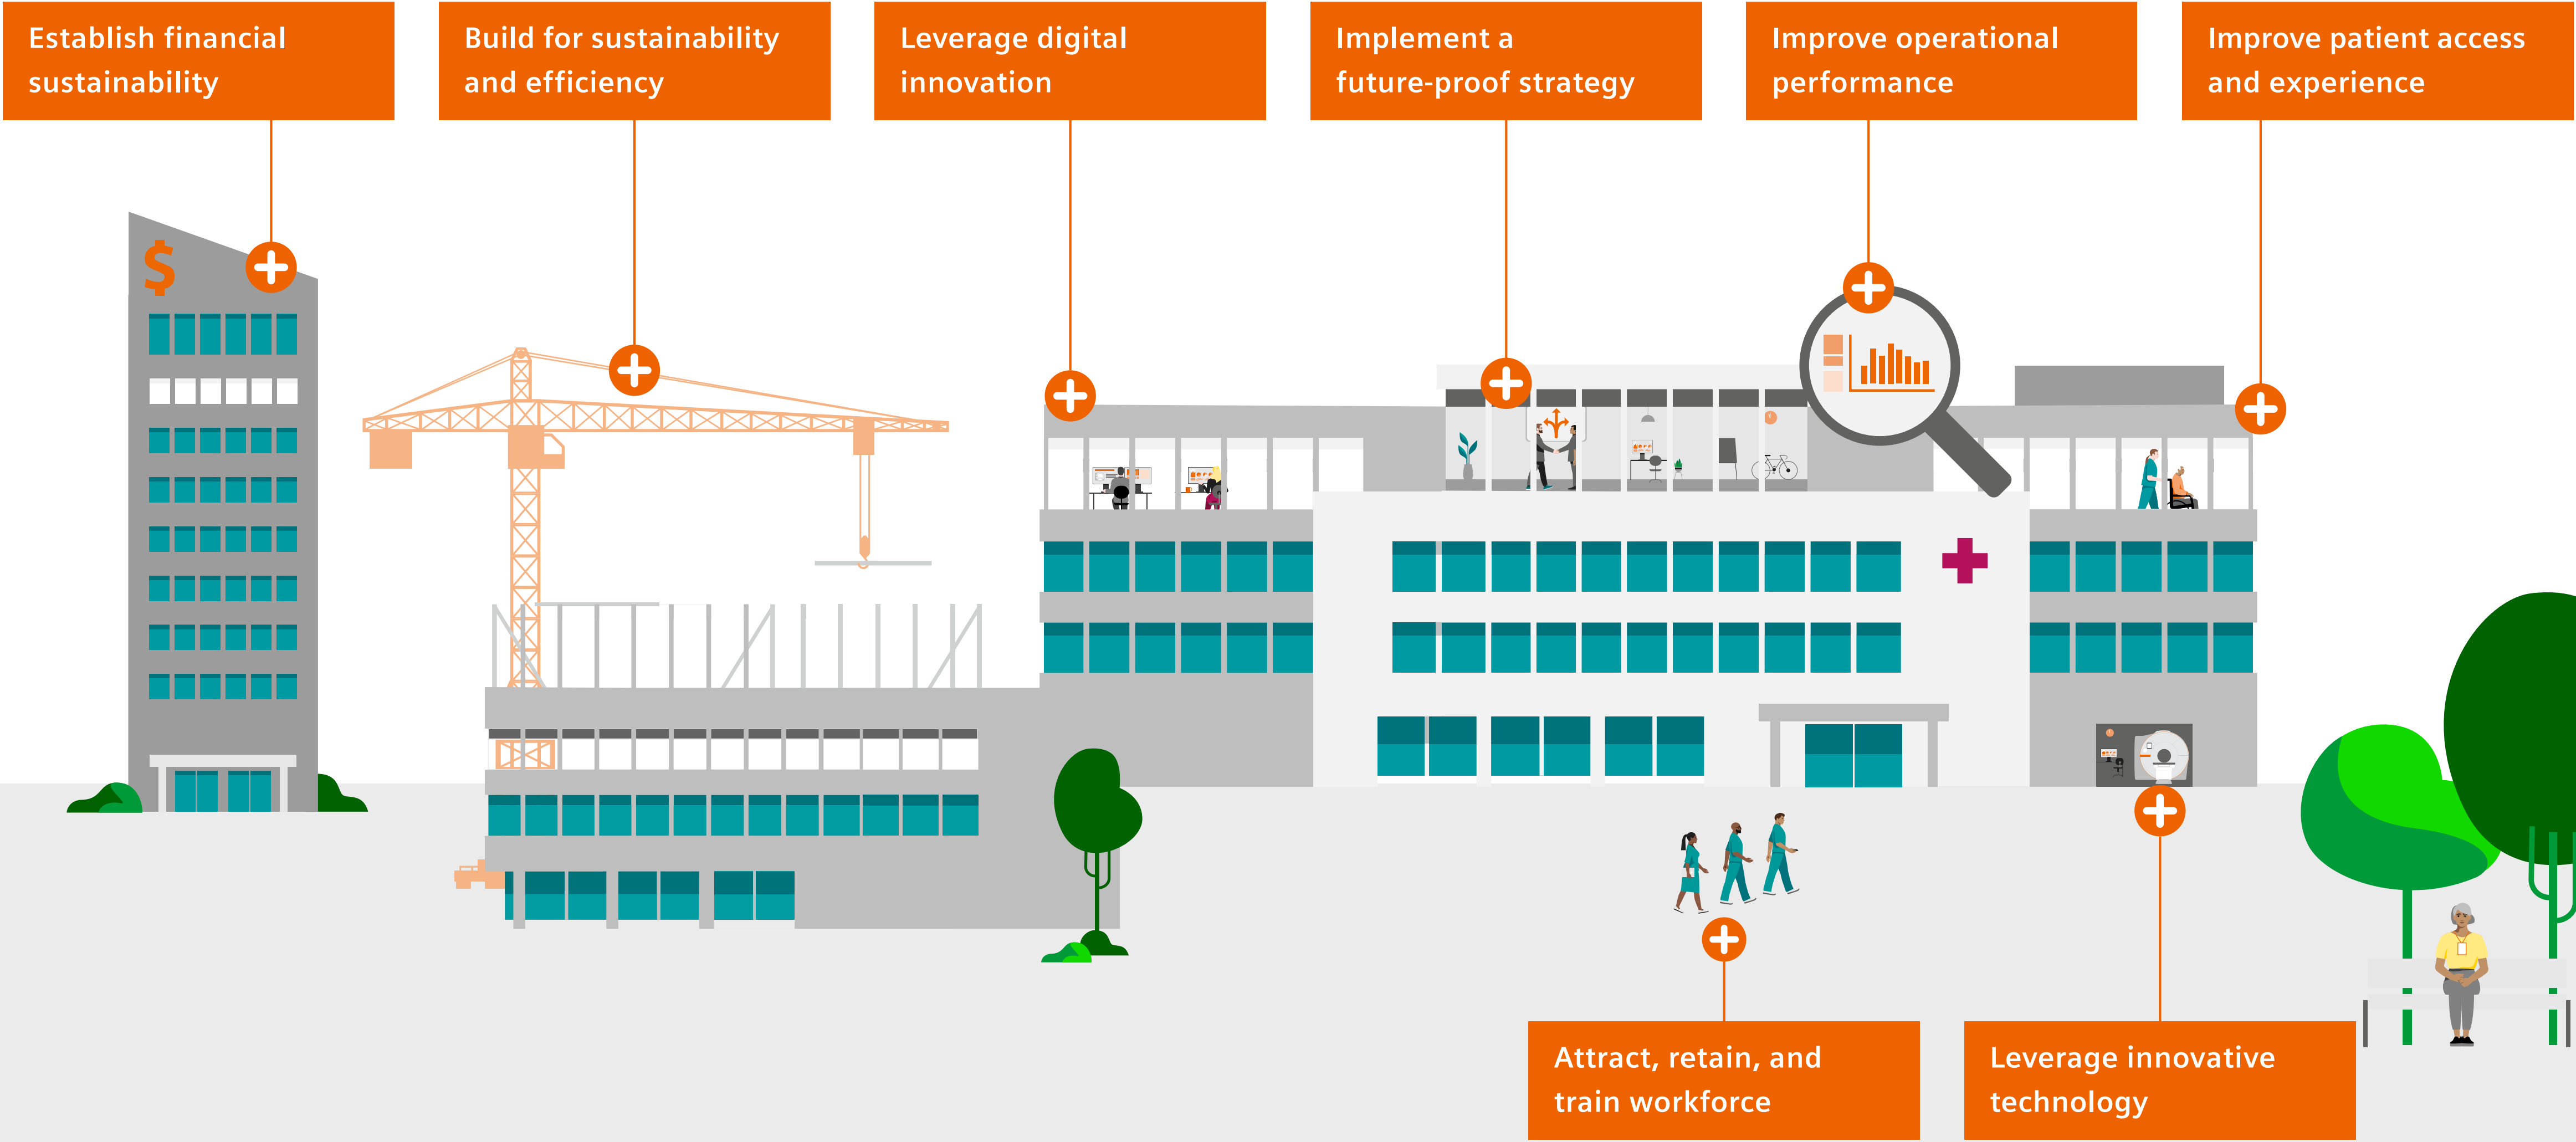 Establish financial
sustainability
Build for sustainability
and efficiency
Leverage digital
innovation
Implement a
future-proof strategy
Improve operational
performance
Improve patient access
and experience
$
Attract, retain, and
train workforce
Leverage innovative
technology